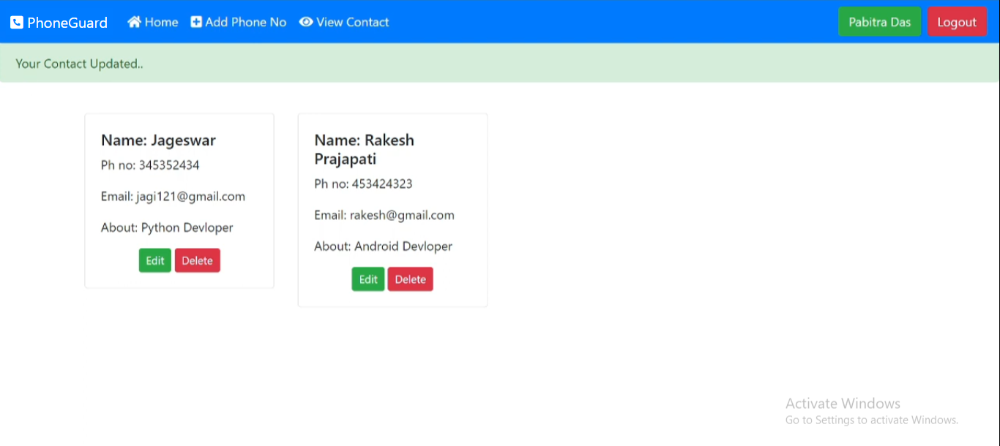 PhoneGuard Home Add Phone No View Contact Pabitra Das Logout
Your Contact Updated..
Name: Jageswar
Ph no: 345352434
Email: jagi121@gmail.com
About: Python Devloper
Edit Delete
Name: Rakesh
Prajapati
Ph no: 453424323
Email: rakesh@gmail.com
About: Android Devloper
Edit Delete
Activate Windows
Go to Settings to activate Windows.